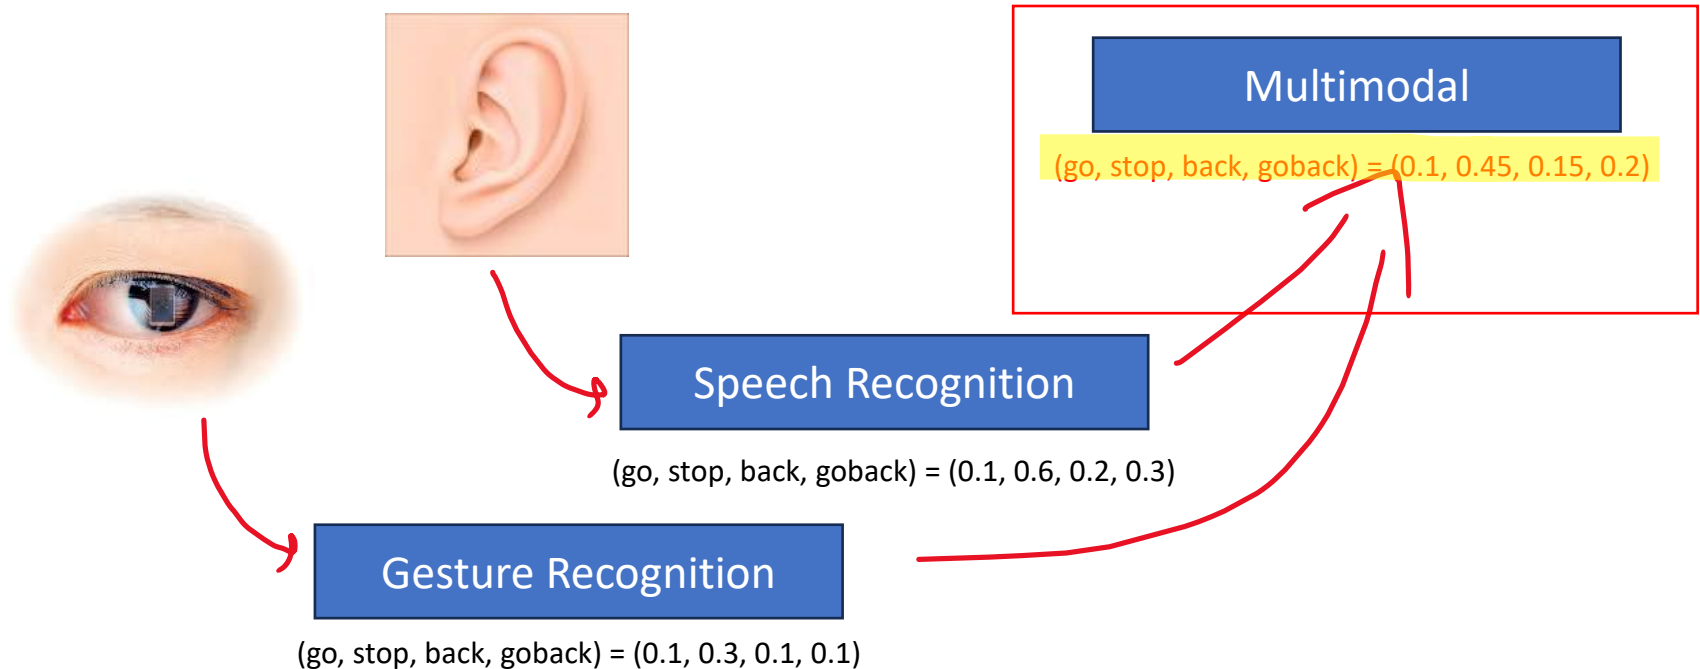 Multimodal
(go, stop, back, goback) = (0.1, 0.45, 0.15, 0.2)
Speech Recognition
(go, stop, back, goback) = (0.1, 0.6, 0.2, 0.3)
Gesture Recognition
(go, stop, back, goback) = (0.1, 0.3, 0.1, 0.1)